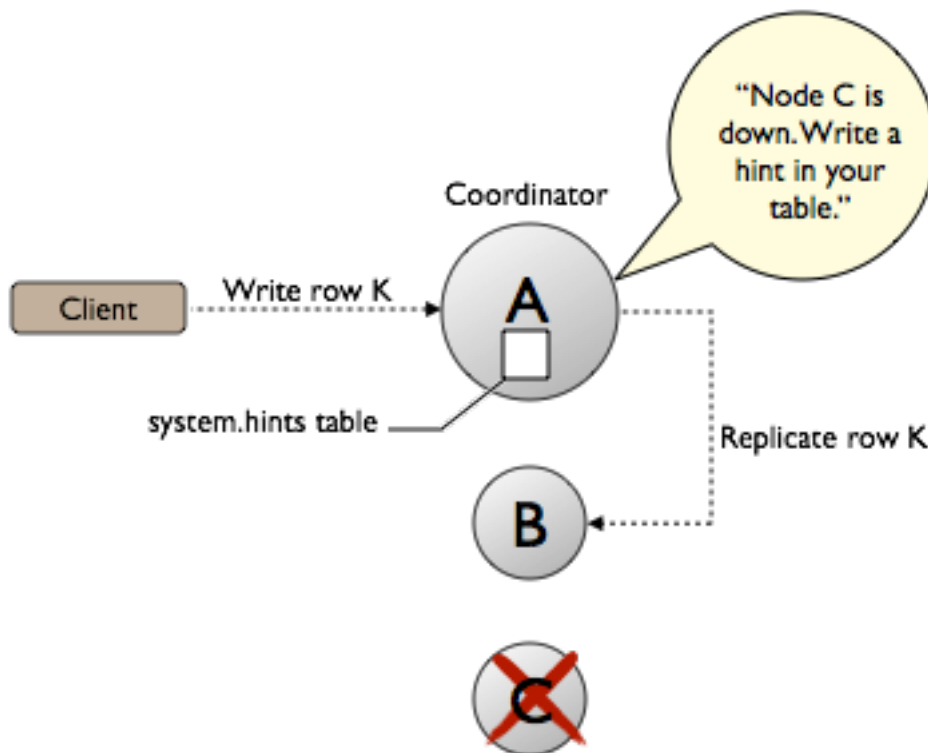 “Node C is
down. Write a
hint in your
table.”
Coordinator
Client
Write row K
A
system.hints table
Replicate row K
B
C